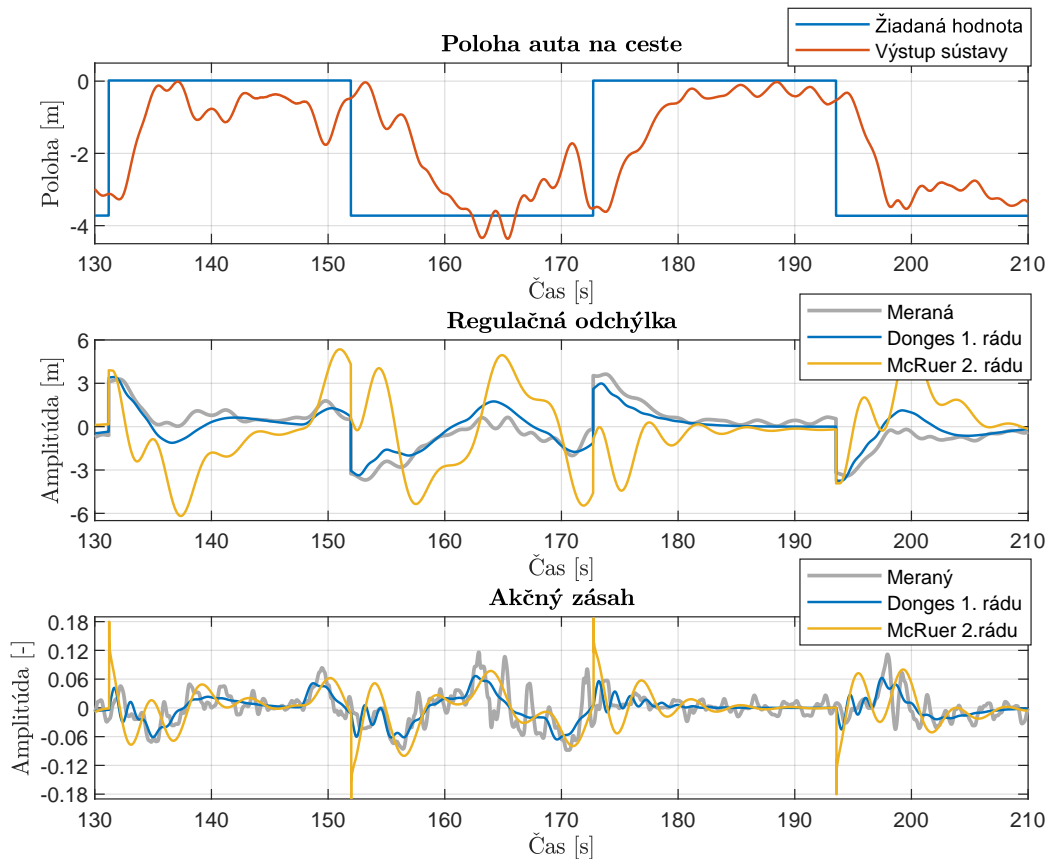 Poloha auta na ceste
Žiadaná hodnota
Výstup sústavy
Poloha [m]
0
-2
-4
130 140 150 160 170 180 190 200 210
Čas [s]
Regulačná odchýlka
Meraná
Donges 1. rádu
McRuer 2. rádu
Amplitúda [m]
6
3
0
-3
-6
130 140 150 160 170 180 190 200 210
Čas [s]
Akčný zásah
Meraný
Donges 1. rádu
McRuer 2.rádu
Amplitúda [-]
0.18
0.12
0.06
0
-0.06
-0.12
-0.18
130 140 150 160 170 180 190 200 210
Čas [s]